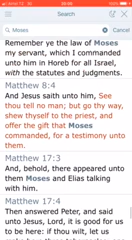 Search
Moses
Cancel
Remember ye the law of Moses
my servant, which I commanded
unto him in Horeb for all Israel,
with the statutes and judgments.
Matthew 8:4
And Jesus saith unto him, See
thou tell no man; but go thy way,
shew thyself to the priest, and
offer the gift that Moses
commanded, for a testimony unto
them.
Matthew 17:3
And, behold, there appeared unto
them Moses and Elias talking
with him.
Matthew 17:4
Then answered Peter, and said
unto Jesus, Lord, it is good for us
to be here: if thou wilt, let us